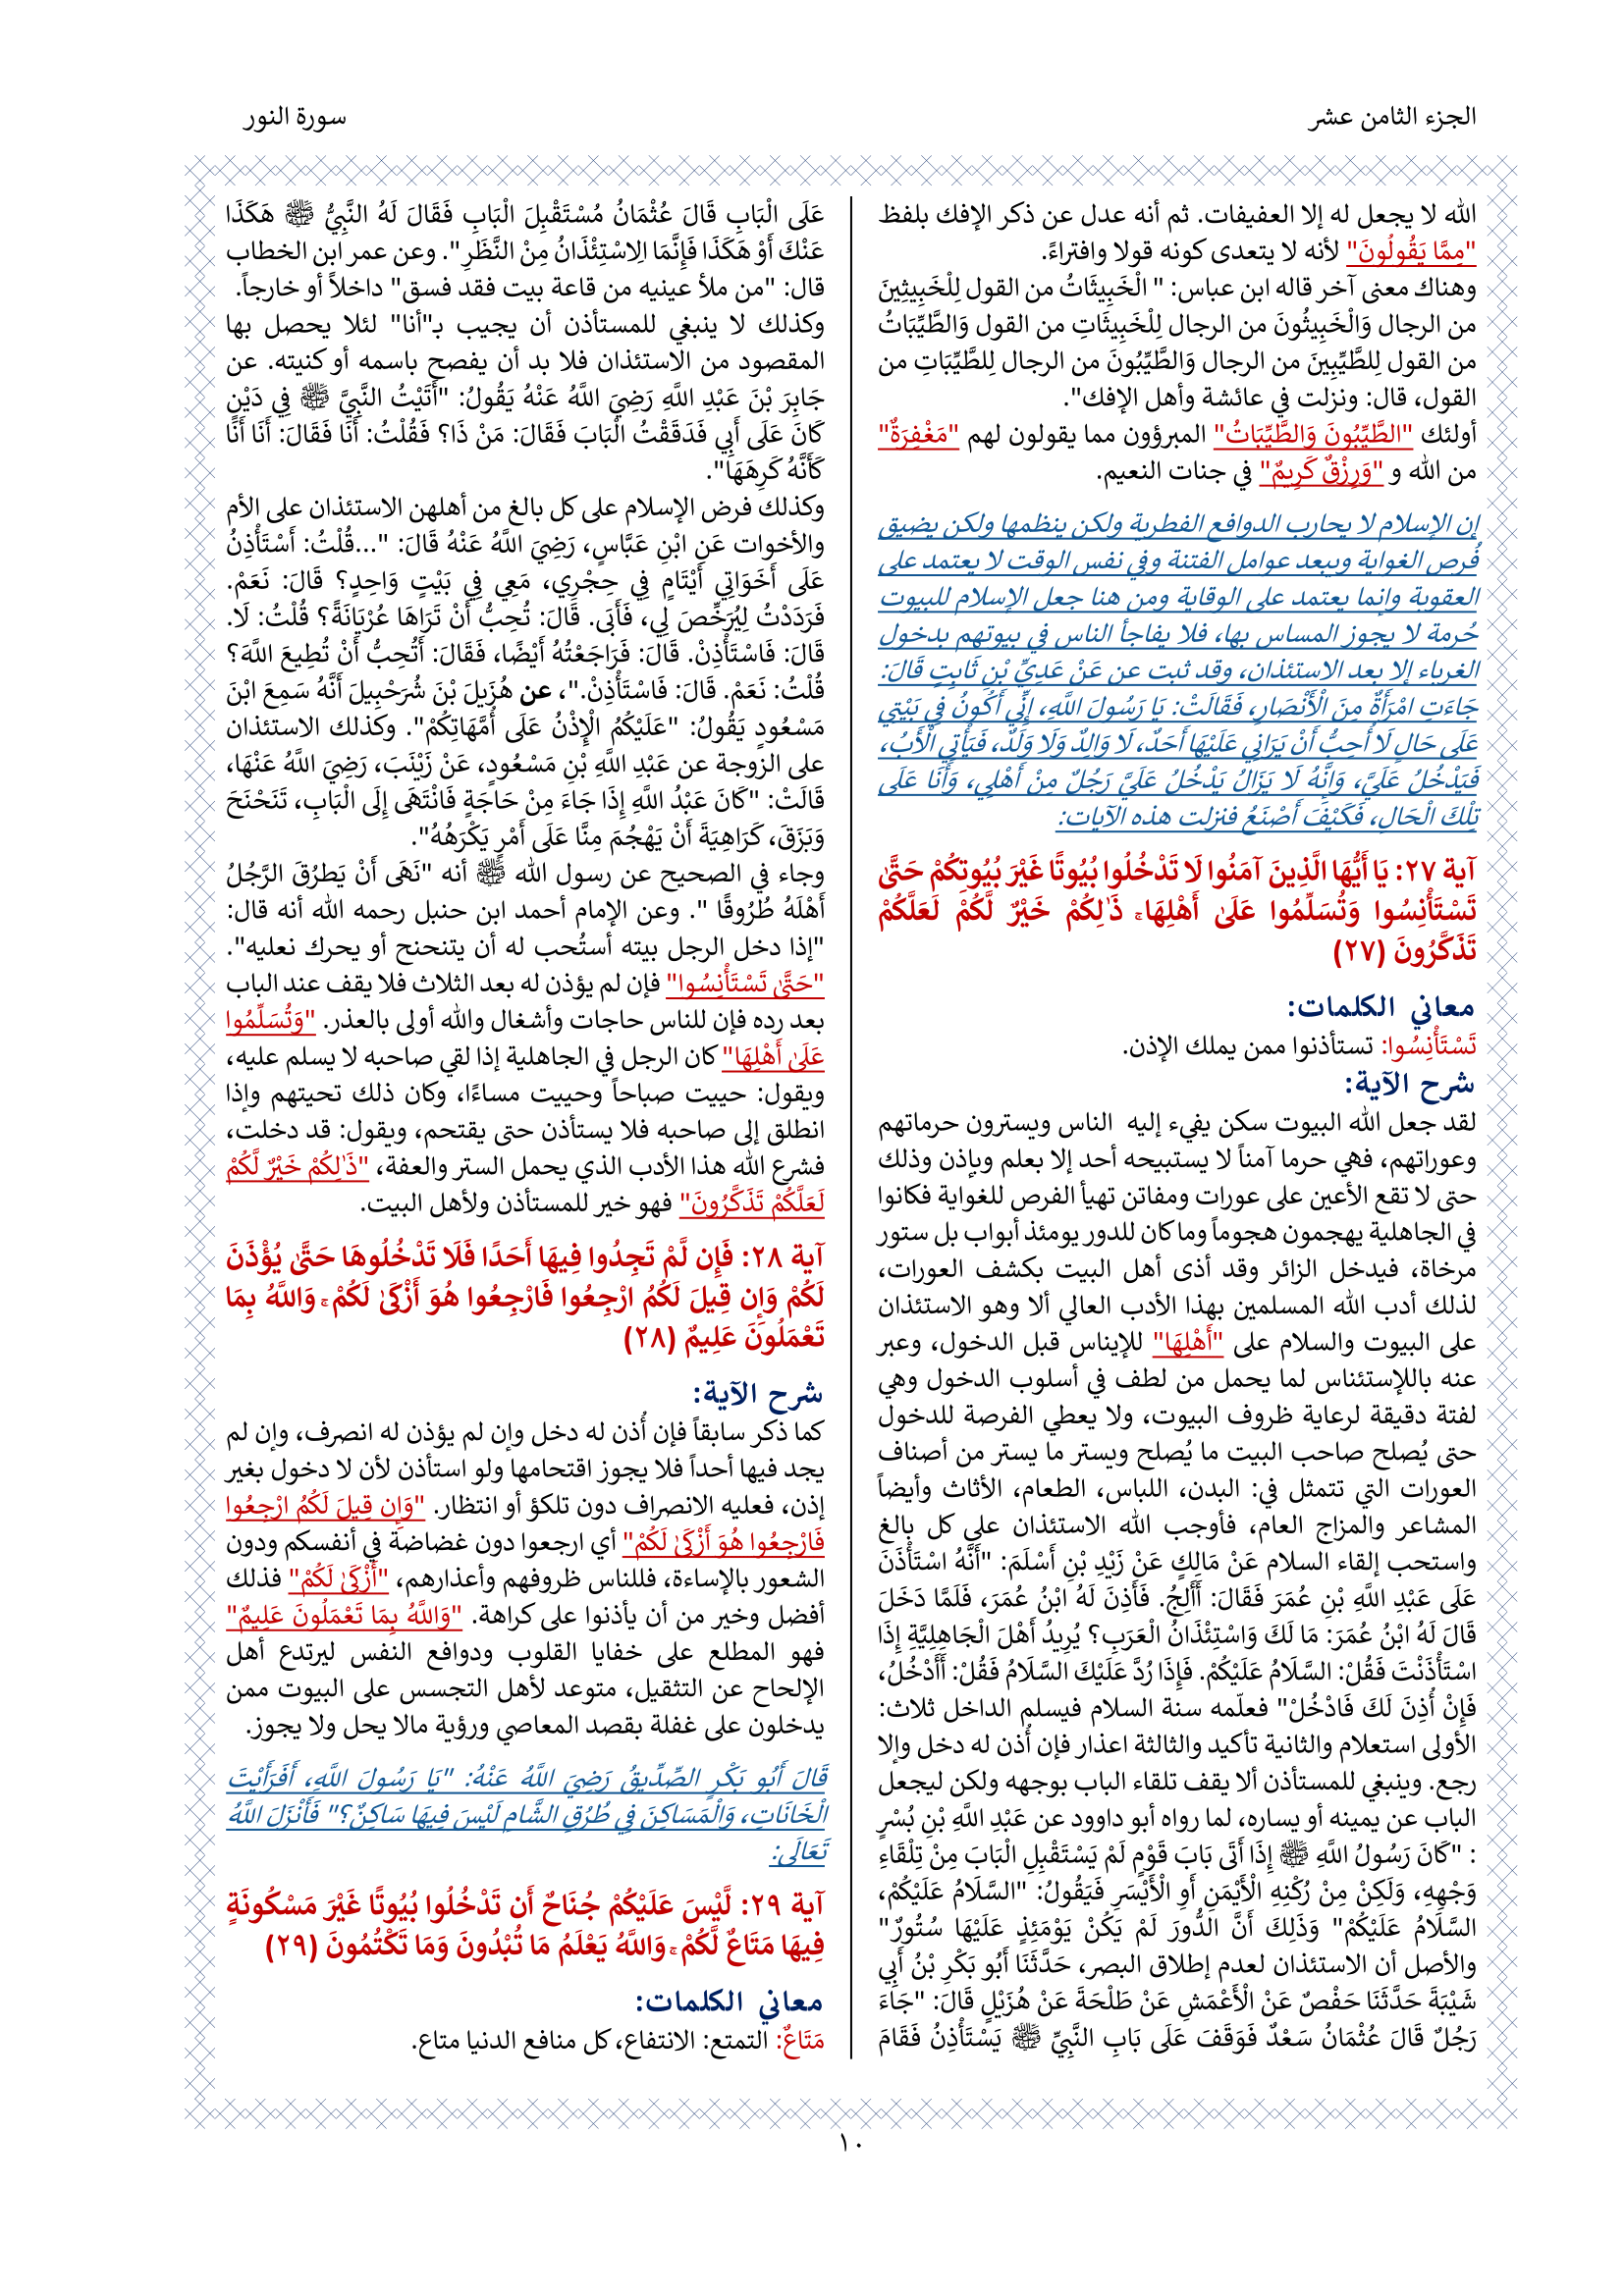 الجزء الثامن عشر
سورة النور
الله لا يجعل له إلا العفيفات. ثم أنه عدل عن ذكر الإفك بلفظ
"مِمَّا يَقُولُونَ" لأنه لا يتعدى كونه قولا وافتراءً.
وهناك معنى آخر قاله ابن عباس: " الْخَبِيثَاتُ من القول لِلْخَبِيثِينَ
من الرجال وَالْخَبِيثُونَ من الرجال لِلْخَبِيثَاتِ من القول وَالطَّيِّبَاتُ
من القول لِلطَّيِّبِينَ من الرجال وَالطَّيِّبُونَ من الرجال لِلطَّيِّبَاتِ من
القول، قال: ونزلت في عائشة وأهل الإفك".
أولئك "الطَّيِّبُونَ وَالطَّيِّبَاتُ" المبرؤون مما يقولون لهم "مَغْفِرَةٌ"
من الله و "وَرِزْقٌ كَرِيمٌ" في جنات النعيم.
إن الإسلام لا يحارب الدوافع الفطرية ولكن ينظمها ولكن يضيق
فُرص الغواية ويبعد عوامل الفتنة وفي نفس الوقت لا يعتمد على
العقوبة وإنما يعتمد على الوقاية ومن هنا جعل الإسلام للبيوت
حُرمة لا يجوز المساس بها، فلا يفاجأ الناس في بيوتهم بدخول
الغرباء إلا بعد الاستئذان، وقد ثبت عن عَنْ عَدِيِّ بْنِ ثَابِتٍ قَالَ:
جَاءَتِ امْرَأَةٌ مِنَ الْأَنْصَارِ، فَقَالَتْ: يَا رَسُولَ اللَّهِ، إِنِّي أَكُونُ فِي بَيْتِي
عَلَى حَالٍ لَا أُحِبُّ أَنْ يَرَانِي عَلَيْهَا أَحَدٌ، لَا وَالِدٌ وَلَا وَلَدٌ، فَيَأْتِي الْأَبُ،
فَيَدْخُلُ عَلَيَّ، وَإِنَّهُ لَا يَزَالُ يَدْخُلُ عَلَيَّ رَجُلٌ مِنْ أَهْلِي، وَأَنَا عَلَى
تِلْكَ الْحَالِ، فَكَيْفَ أَصْنَعُ فنزلت هذه الآيات:
آية ٢٧: يَا أَيُّهَا الَّذِينَ آمَنُوا لَا تَدْخُلُوا بُيُوتًا غَيْرَ بُيُوتِكُمْ حَتَّىٰ
تَسْتَأْنِسُوا وَتُسَلِّمُوا عَلَىٰ أَهْلِهَا ۚ ذَٰلِكُمْ خَيْرٌ لَّكُمْ لَعَلَّكُمْ
تَذَكَّرُونَ (٢٧)
معاني الكلمات:
تَسْتَأْنِسُوا: تستأذنوا ممن يملك الإذن.
شرح الآية:
لقد جعل الله البيوت سكن يفيء إليه الناس ويسترون حرماتهم
وعوراتهم، فهي حرما آمناً لا يستبيحه أحد إلا بعلم وبإذن وذلك
حتى لا تقع الأعين على عورات ومفاتن تهيأ الفرص للغواية فكانوا
في الجاهلية يهجمون هجوماً وما كان للدور يومئذ أبواب بل ستور
مرخاة، فيدخل الزائر وقد أذى أهل البيت بكشف العورات،
لذلك أدب الله المسلمين بهذا الأدب العالي ألا وهو الاستئذان
على البيوت والسلام على "أَهْلِهَا" للإيناس قبل الدخول، وعبر
عنه باللإستئناس لما يحمل من لطف في أسلوب الدخول وهي
لفتة دقيقة لرعاية ظروف البيوت، ولا يعطي الفرصة للدخول
حتى يُصلح صاحب البيت ما يُصلح ويستر ما يستر من أصناف
العورات التي تتمثل في: البدن، اللباس، الطعام، الأثاث وأيضاً
المشاعر والمزاج العام، فأوجب الله الاستئذان على كل بالغ
واستحب إلقاء السلام عَنْ مَالِكٍ عَنْ زَيْدِ بْنِ أَسْلَمَ: "أَنَّهُ اسْتَأْذَنَ
عَلَى عَبْدِ اللَّهِ بْنِ عُمَرَ فَقَالَ: أَأَلِجُ. فَأَذِنَ لَهُ ابْنُ عُمَرَ، فَلَمَّا دَخَلَ
قَالَ لَهُ ابْنُ عُمَرَ: مَا لَكَ وَاسْتِئْذَانُ الْعَرَبِ؟ يُرِيدُ أَهْلَ الْجَاهِلِيَّةِ إِذَا
اسْتَأْذَنْتَ فَقُلْ: السَّلَامُ عَلَيْكُمْ. فَإِذَا رُدَّ عَلَيْكَ السَّلَامُ فَقُلْ: أَأَدْخُلُ،
فَإِنْ أُذِنَ لَكَ فَادْخُلْ" فعلّمه سنة السلام فيسلم الداخل ثلاث:
الأولى استعلام والثانية تأكيد والثالثة اعذار فإن أُذن له دخل وإلا
رجع. وينبغي للمستأذن ألا يقف تلقاء الباب بوجهه ولكن ليجعل
الباب عن يمينه أو يساره، لما رواه أبو داوود عن عَبْدِ اللَّهِ بْنِ بُسْرٍ
: "كَانَ رَسُولُ اللَّهِ ﷺ إِذَا أَتَى بَابَ قَوْمٍ لَمْ يَسْتَقْبِلِ الْبَابَ مِنْ تِلْقَاءِ
وَجْهِهِ، وَلَكِنْ مِنْ رُكْنِهِ الْأَيْمَنِ أَوِ الْأَيْسَرِ فَيَقُولُ: "السَّلَامُ عَلَيْكُمْ،
السَّلَامُ عَلَيْكُمْ" وَذَلِكَ أَنَّ الدُّورَ لَمْ يَكُنْ يَوْمَئِذٍ عَلَيْهَا سُتُورٌ"
والأصل أن الاستئذان لعدم إطلاق البصر، حَدَّثَنَا أَبُو بَكْرِ بْنُ أَبِي
شَيْبَةَ حَدَّثَنَا حَفْصٌ عَنْ الْأَعْمَشِ عَنْ طَلْحَةَ عَنْ هُزَيْلٍ قَالَ: "جَاءَ
رَجُلٌ قَالَ عُثْمَانُ سَعْدٌ فَوَقَفَ عَلَى بَابِ النَّبِيِّ ﷺ يَسْتَأْذِنُ فَقَامَ
عَلَى الْبَابِ قَالَ عُثْمَانُ مُسْتَقْبِلَ الْبَابِ فَقَالَ لَهُ النَّبِيُّ ﷺ هَكَذَا
عَنْكَ أَوْ هَكَذَا فَإِنَّمَا الِاسْتِئْذَانُ مِنْ النَّظَرِ". وعن عمر ابن الخطاب
قال: "من ملأ عينيه من قاعة بيت فقد فسق" داخلاً أو خارجاً.
وكذلك لا ينبغي للمستأذن أن يجيب بـ"أنا" لئلا يحصل بها
المقصود من الاستئذان فلا بد أن يفصح باسمه أو كنيته. عن
جَابِرَ بْنَ عَبْدِ اللَّهِ رَضِيَ اللَّهُ عَنْهُ يَقُولُ: "أَتَيْتُ النَّبِيَّ ﷺ فِي دَيْنٍ
كَانَ عَلَى أَبِي فَدَقَقْتُ الْبَابَ فَقَالَ: مَنْ ذَا؟ فَقُلْتُ: أَنَا فَقَالَ: أَنَا أَنَا
كَأَنَّهُ كَرِهَهَا".
وكذلك فرض الإسلام على كل بالغ من أهلهن الاستئذان على الأم
والأخوات عَنِ ابْنِ عَبَّاسٍ، رَضِيَ اللَّهُ عَنْهُ قَالَ: "...قُلْتُ: أَسْتَأْذِنُ
عَلَى أَخَوَاتِي أَيْتَامٍ فِي حِجْرِي، مَعِي فِي بَيْتٍ وَاحِدٍ؟ قَالَ: نَعَمْ.
فَرَدَدْتُ لِيُرَخِّصَ لِي، فَأَبَى. قَالَ: تُحِبُّ أَنْ تَرَاهَا عُرْيَانَةً؟ قُلْتُ: لَا.
قَالَ: فَاسْتَأْذِنْ. قَالَ: فَرَاجَعْتُهُ أَيْضًا، فَقَالَ: أَتُحِبُّ أَنْ تُطِيعَ اللَّهَ؟
قُلْتُ: نَعَمْ. قَالَ: فَاسْتَأْذِنْ."، عن هُزَيلَ بْنَ شُرَحْبِيلَ أَنَّهُ سَمِعَ ابْنَ
مَسْعُودٍ يَقُولُ: "عَلَيْكُمُ الْإِذْنُ عَلَى أُمَّهَاتِكُمْ". وكذلك الاستئذان
على الزوجة عن عَبْدِ اللَّهِ بْنِ مَسْعُودٍ، عَنْ زَيْنَبَ، رَضِيَ اللَّهُ عَنْهَا،
قَالَتْ: "كَانَ عَبْدُ اللَّهِ إِذَا جَاءَ مِنْ حَاجَةٍ فَانْتَهَى إِلَى الْبَابِ، تَنَحْنَحَ
وَبَزَقَ، كَرَاهِيَةَ أَنْ يَهْجُمَ مِنَّا عَلَى أَمْرٍ يَكْرَهُهُ".
وجاء في الصحيح عن رسول الله ﷺ أنه "نَهَى أَنْ يَطرُقَ الرَّجُلُ
أَهْلَهُ طُرُوقًا ". وعن الإمام أحمد ابن حنبل رحمه الله أنه قال:
"إذا دخل الرجل بيته أستُحب له أن يتنحنح أو يحرك نعليه".
"حَتَّىٰ تَسْتَأْنِسُوا" فإن لم يؤذن له بعد الثلاث فلا يقف عند الباب
بعد رده فإن للناس حاجات وأشغال والله أولى بالعذر. "وَتُسَلِّمُوا
عَلَىٰ أَهْلِهَا" كان الرجل في الجاهلية إذا لقي صاحبه لا يسلم عليه،
ويقول: حييت صباحاً وحييت مساءًا، وكان ذلك تحيتهم وإذا
انطلق إلى صاحبه فلا يستأذن حتى يقتحم، ويقول: قد دخلت،
فشرع الله هذا الأدب الذي يحمل الستر والعفة، "ذَٰلِكُمْ خَيْرٌ لَّكُمْ
لَعَلَّكُمْ تَذَكَّرُونَ" فهو خير للمستأذن ولأهل البيت.
آية ٢٨: فَإِن لَّمْ تَجِدُوا فِيهَا أَحَدًا فَلَا تَدْخُلُوهَا حَتَّىٰ يُؤْذَنَ
لَكُمْ وَإِن قِيلَ لَكُمُ ارْجِعُوا فَارْجِعُوا هُوَ أَزْكَىٰ لَكُمْ ۚ وَاللَّهُ بِمَا
تَعْمَلُونَ عَلِيمٌ (٢٨)
شرح الآية:
كما ذكر سابقاً فإن أُذن له دخل وإن لم يؤذن له انصرف، وإن لم
يجد فيها أحداً فلا يجوز اقتحامها ولو استأذن لأن لا دخول بغير
إذن، فعليه الانصراف دون تلكؤ أو انتظار. "وَإِن قِيلَ لَكُمُ ارْجِعُوا
فَارْجِعُوا هُوَ أَزْكَىٰ لَكُمْ" أي ارجعوا دون غضاضة في أنفسكم ودون
الشعور بالإساءة، فللناس ظروفهم وأعذارهم، "أَزْكَىٰ لَكُمْ" فذلك
أفضل وخير من أن يأذنوا على كراهة. "وَاللَّهُ بِمَا تَعْمَلُونَ عَلِيمٌ"
فهو المطلع على خفايا القلوب ودوافع النفس ليرتدع أهل
الإلحاح عن التثقيل، متوعد لأهل التجسس على البيوت ممن
يدخلون على غفلة بقصد المعاصي ورؤية مالا يحل ولا يجوز.
قَالَ أَبُو بَكْرٍ الصِّدِّيقُ رَضِيَ اللَّهُ عَنْهُ: "يَا رَسُولَ اللَّهِ، أَفَرَأَيْتَ
الْخَانَاتِ، وَالْمَسَاكِنَ فِي طُرُقِ الشَّامِ لَيْسَ فِيهَا سَاكِنٌ؟" فَأَنْزَلَ اللَّهُ
تَعَالَى:
آية ٢٩: لَّيْسَ عَلَيْكُمْ جُنَاحٌ أَن تَدْخُلُوا بُيُوتًا غَيْرَ مَسْكُونَةٍ
فِيهَا مَتَاعٌ لَّكُمْ ۚ وَاللَّهُ يَعْلَمُ مَا تُبْدُونَ وَمَا تَكْتُمُونَ (٢٩)
معاني الكلمات:
مَتَاعٌ: التمتع: الانتفاع، كل منافع الدنيا متاع.
١٠